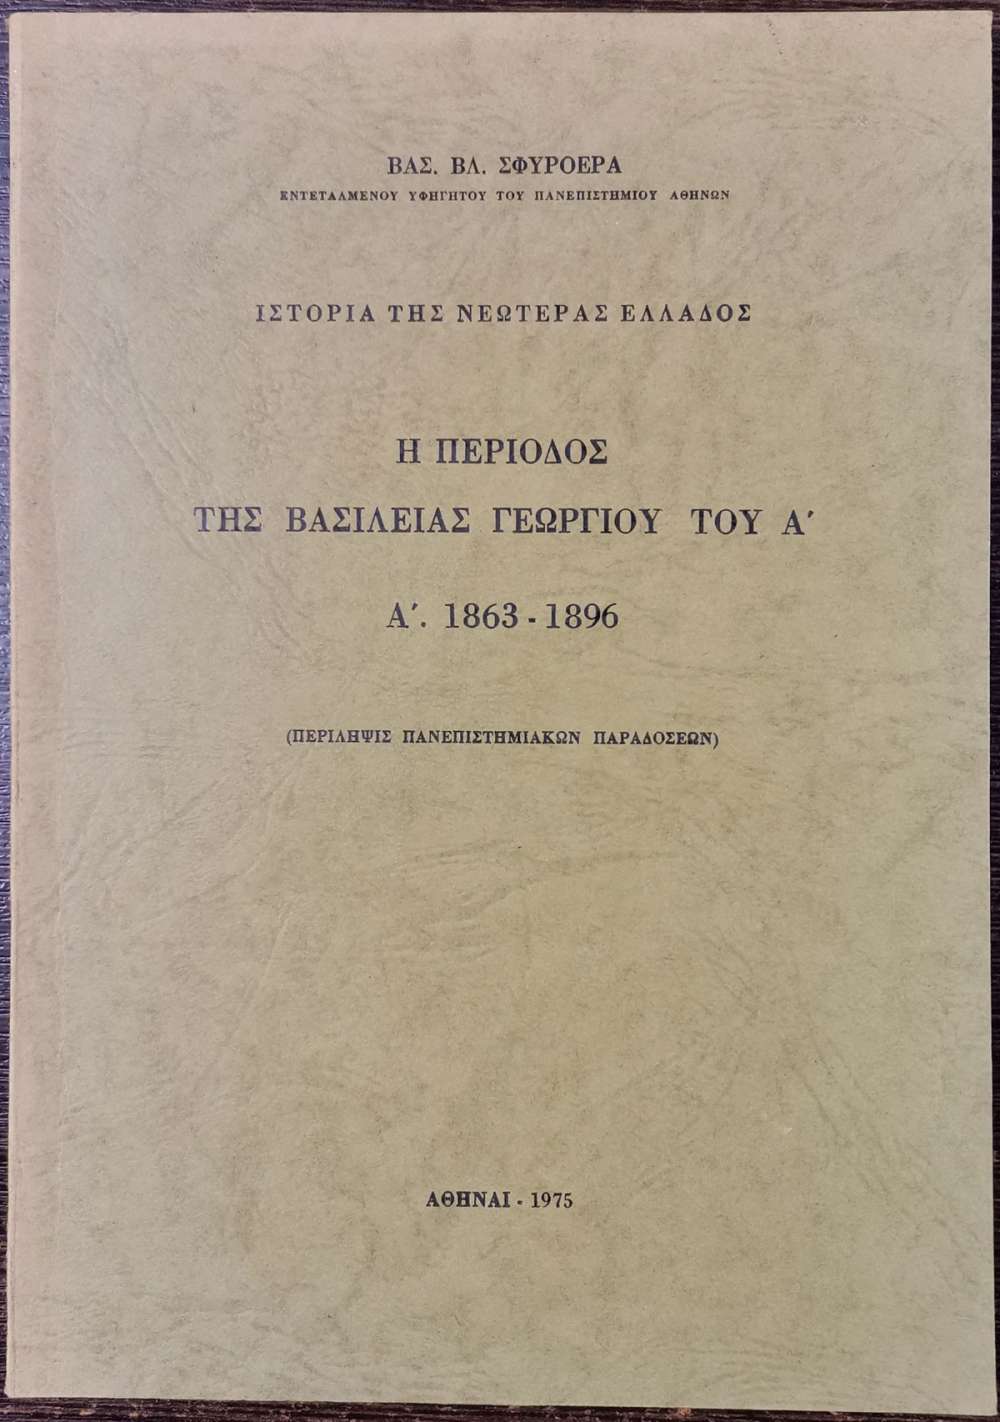 ΒΑΣ. ΒΛ. ΣΦΥΡΟΕΡΑ
ΕΝΤΕΤΑΛΜΕΝΟΥ ΥΦΗΓΗΤΟΥ ΤΟΥ ΠΑΝΕΠΙΣΤΗΜΙΟΥ ΑΘΗΝΩΝ
ΙΣΤΟΡΙΑ ΤΗΣ ΝΕΩΤΕΡΑΣ ΕΛΛΑΔΟΣ
Η ΠΕΡΙΟΔΟΣ
ΤΗΣ ΒΑΣΙΛΕΙΑΣ ΓΕΩΡΓΙΟΥ ΤΟΥ Α΄
Α΄. 1863 - 1896
(ΠΕΡΙΛΗΨΙΣ ΠΑΝΕΠΙΣΤΗΜΙΑΚΩΝ ΠΑΡΑΔΟΣΕΩΝ)
ΑΘΗΝΑΙ - 1975